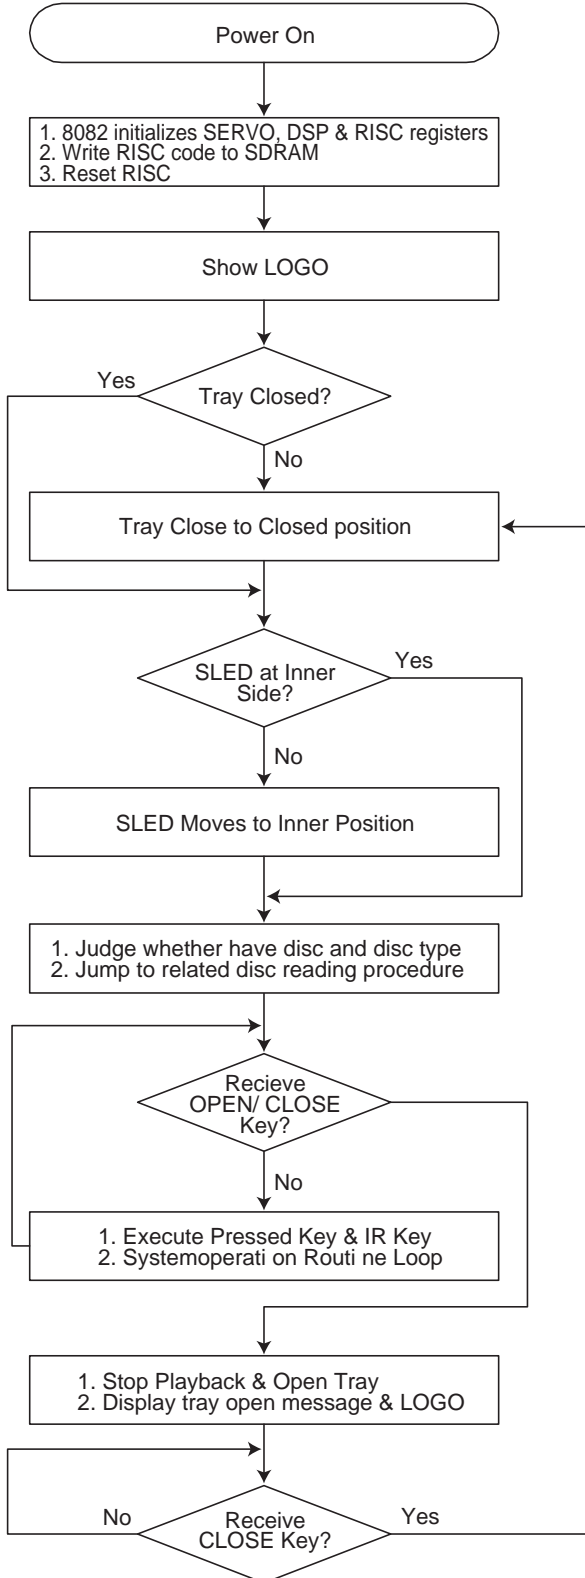 Power On
1. 8082 initializes SERVO, DSP & RISC registers
2. Write RISC code to SDRAM
3. Reset RISC
Show LOGO
Yes
Tray Closed?
No
Tray Close to Closed position
SLED at Inner
Side?
Yes
No
SLED Moves to Inner Position
1. Judge whether have disc and disc type
2. Jump to related disc reading procedure
Recieve
OPEN/ CLOSE
Key?
No
1. Execute Pressed Key & IR Key
2. Systemoperati on Routi ne Loop
1. Stop Playback & Open Tray
2. Display tray open message & LOGO
No
Receive
CLOSE Key?
Yes